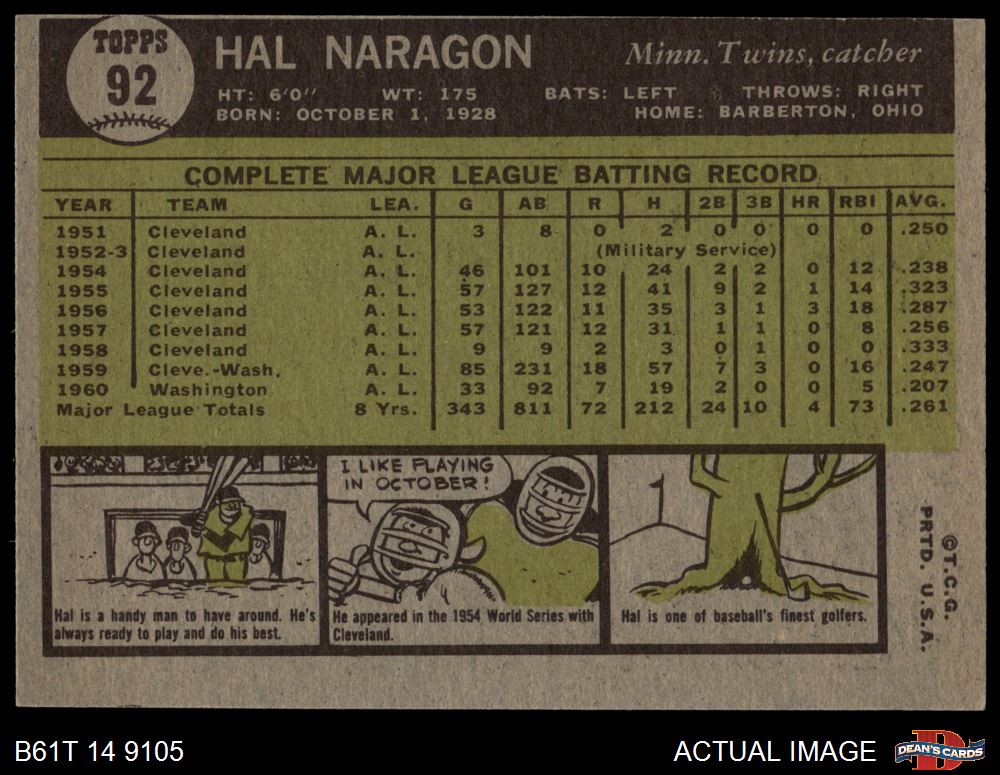 TOPPS
92
HAL NARAGON
Minn. Twins, catcher
HT: 6'0'' WT: 175 BATS: LEFT THROWS: RIGHT
BORN: OCTOBER 1, 1928 HOME: BARBERTON, OHIO
COMPLETE MAJOR LEAGUE BATTING RECORD
YEAR TEAM LEA. G AB R H 2B 3B HR RBI AVG.
1951 Cleveland A. L. 3 8 0 2 0 0 0 0 .250
1952-3 Cleveland A. L. (Military Service)
1954 Cleveland A. L. 46 101 10 24 2 2 0 12 .238
1955 Cleveland A. L. 57 127 12 41 9 2 1 14 .323
1956 Cleveland A. L. 53 122 11 35 3 1 3 18 .287
1957 Cleveland A. L. 57 121 12 31 1 1 0 8 .256
1958 Cleveland A. L. 9 9 2 3 0 1 0 0 .333
1959 Cleve.-Wash. A. L. 85 231 18 57 7 3 0 16 .247
1960 Washington A. L. 33 92 7 19 2 0 0 5 .207
Major League Totals 8 Yrs. 343 811 72 212 24 10 4 73 .261
I LIKE PLAYING
IN OCTOBER!
Hal is a handy man to have around. He's
always ready to play and do his best.
He appeared in the 1954 World Series with
Cleveland.
Hal is one of baseball's finest golfers.
©T.C.G.
PRTD. U.S.A.
B61T 14 9105
ACTUAL IMAGE
D
DEAN'S CARDS